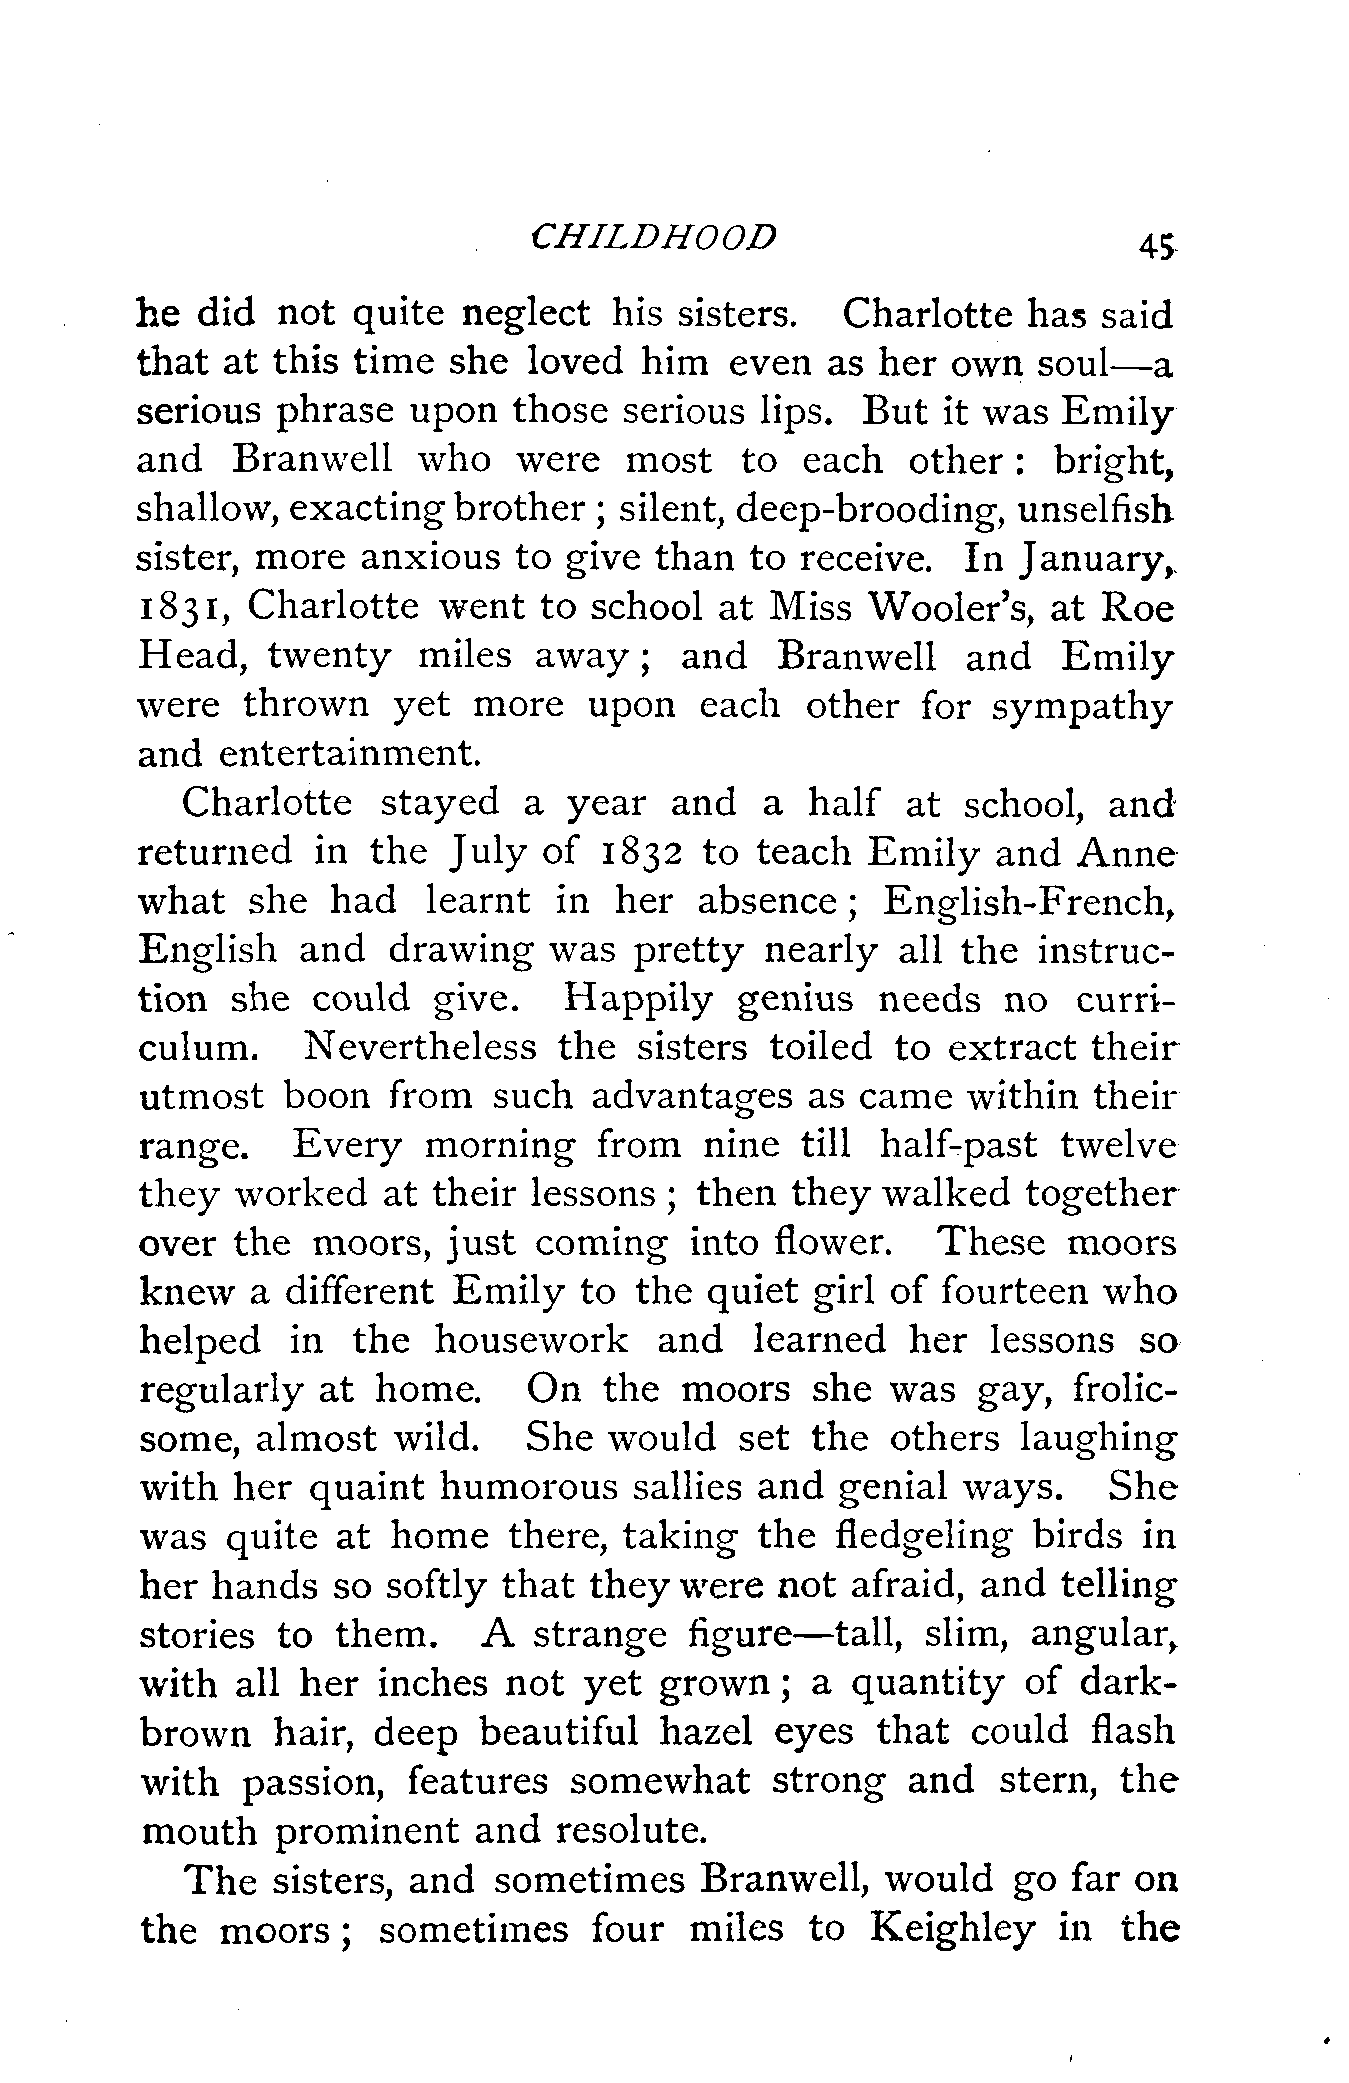 CHILDHOOD 45
he did not quite neglect his sisters. Charlotte has said
that at this time she loved him even as her own soul—a
serious phrase upon those serious lips. But it was Emily
and Branwell who were most to each other : bright,
shallow, exacting brother ; silent, deep-brooding, unselfish
sister, more anxious to give than to receive. In January,
1831, Charlotte went to school at Miss Wooler's, at Roe
Head, twenty miles away ; and Branwell and Emily
were thrown yet more upon each other for sympathy
and entertainment.
Charlotte stayed a year and a half at school, and
returned in the July of 1832 to teach Emily and Anne
what she had learnt in her absence ; English-French,
English and drawing was pretty nearly all the instruc-
tion she could give. Happily genius needs no curri-
culum. Nevertheless the sisters toiled to extract their
utmost boon from such advantages as came within their
range. Every morning from nine till half-past twelve
they worked at their lessons ; then they walked together
over the moors, just coming into flower. These moors
knew a different Emily to the quiet girl of fourteen who
helped in the housework and learned her lessons so
regularly at home. On the moors she was gay, frolic-
some, almost wild. She would set the others laughing
with her quaint humorous sallies and genial ways. She
was quite at home there, taking the fledgeling birds in
her hands so softly that they were not afraid, and telling
stories to them. A strange figure—tall, slim, angular,
with all her inches not yet grown ; a quantity of dark-
brown hair, deep beautiful hazel eyes that could flash
with passion, features somewhat strong and stern, the
mouth prominent and resolute.
The sisters, and sometimes Branwell, would go far on
the moors ; sometimes four miles to Keighley in the